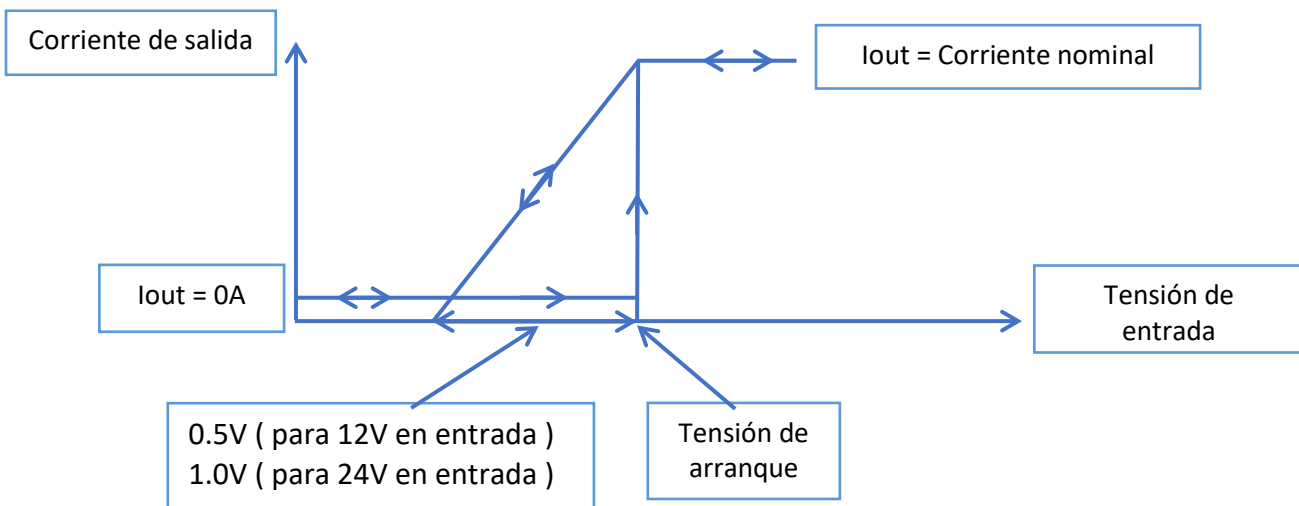 Corriente de salida
Iout = Corriente nominal
Iout = 0A
Tensión de
entrada
0.5V ( para 12V en entrada )
1.0V ( para 24V en entrada )
Tensión de
arranque